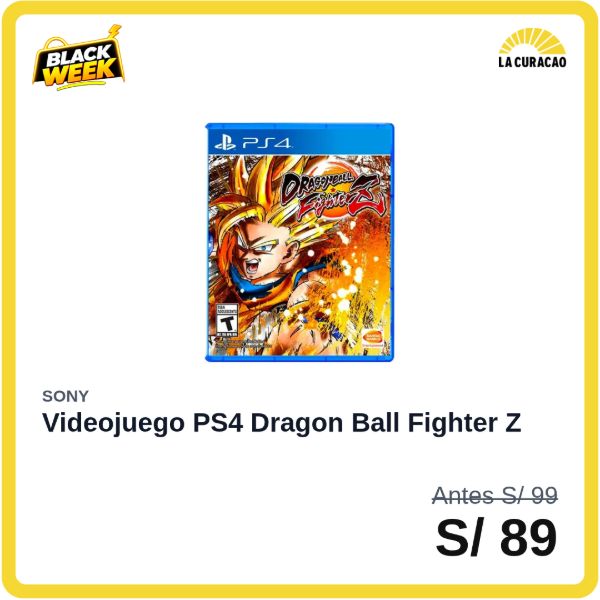 BLACK
WEEK
LA CURACAO
PS4
DRAGONBALL
FighterZ
T
SONY
Videojuego PS4 Dragon Ball Fighter Z
Antes S/ 99
S/ 89